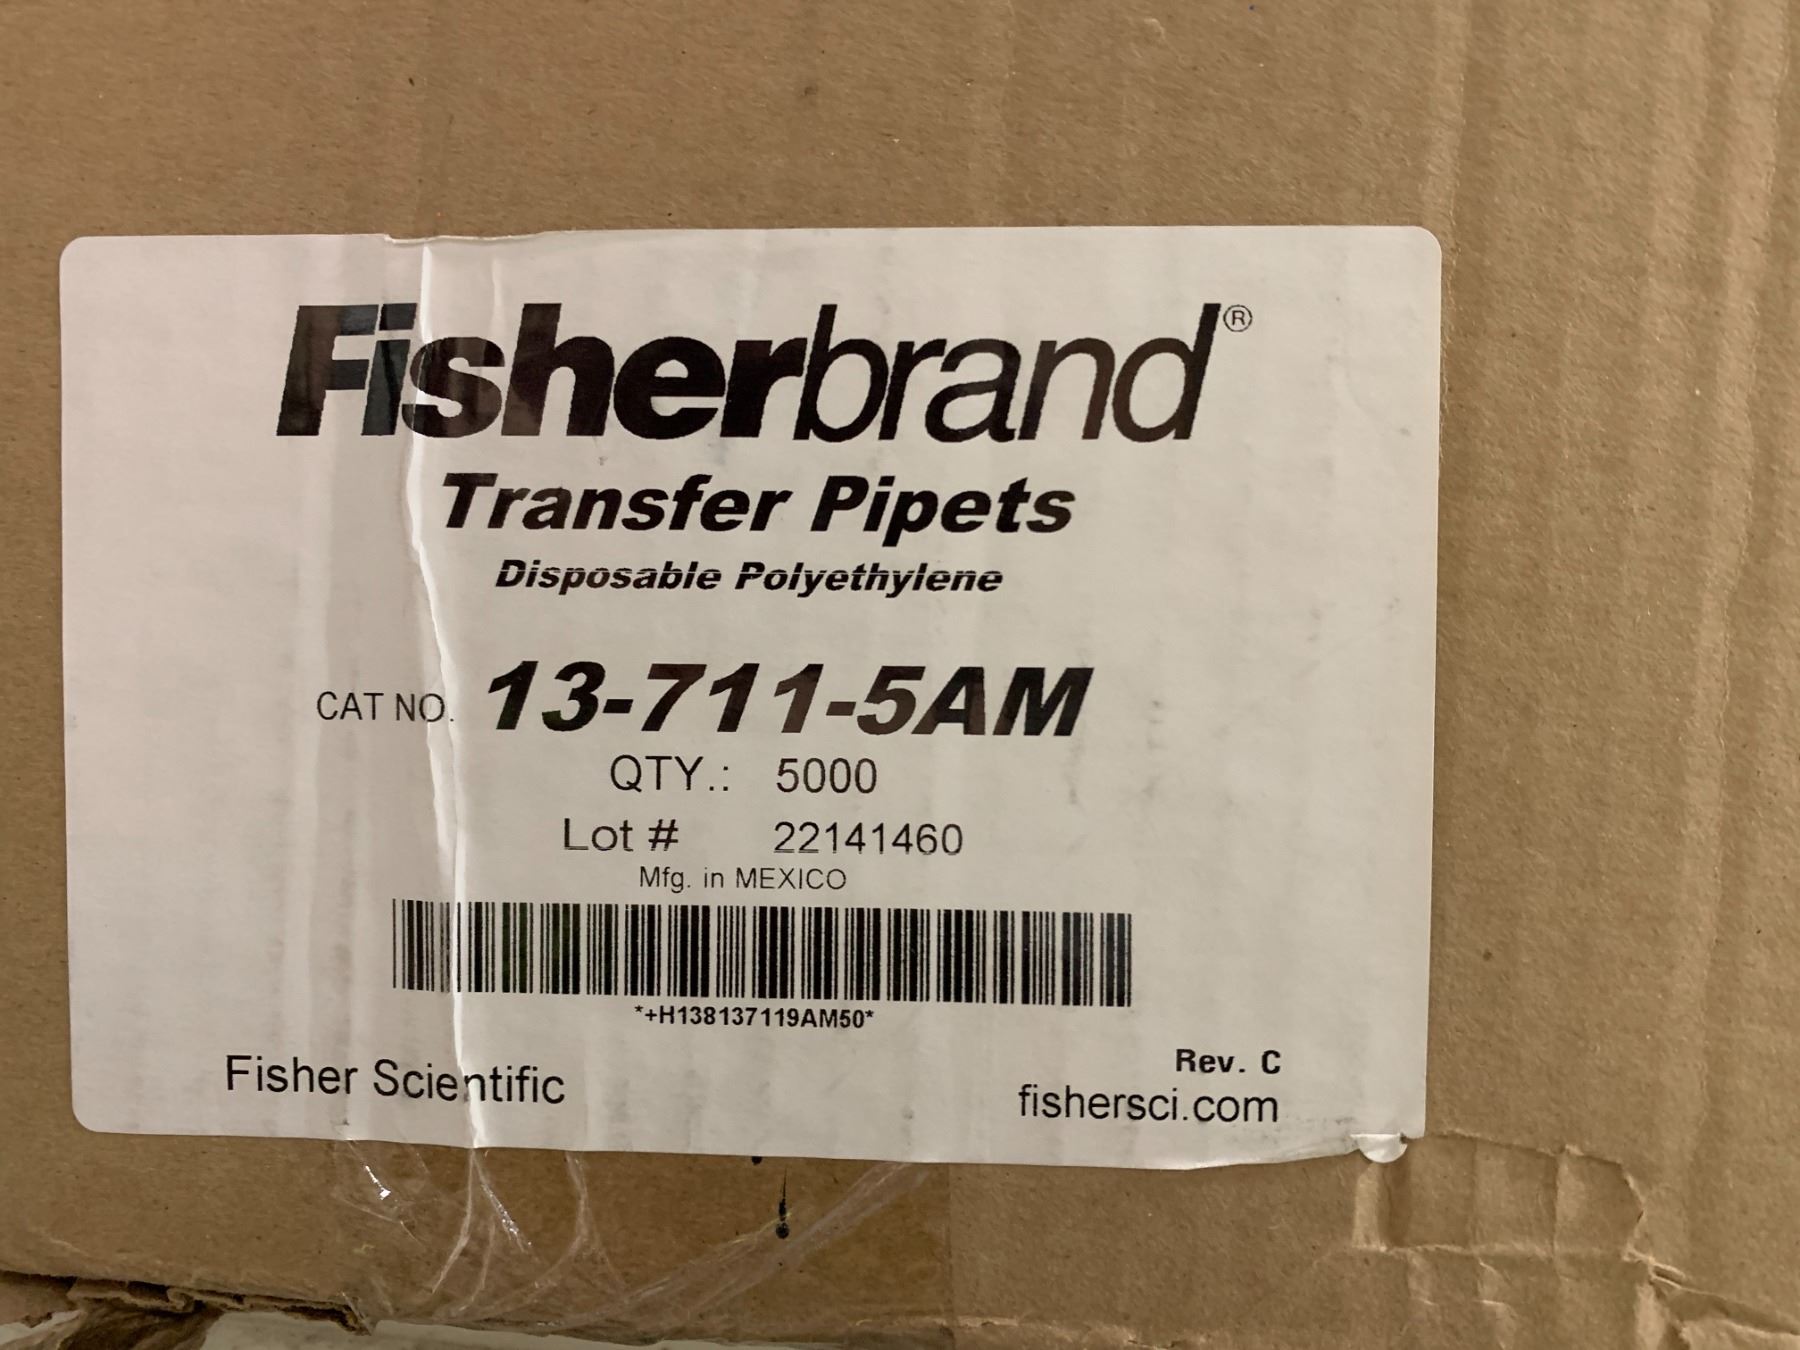 Fisherbrand®
Transfer Pipets
Disposable Polyethylene
CAT NO. 13-711-5AM
QTY.: 5000
Lot # 22141460
Mfg. in MEXICO
*+H138137119AM50*
Fisher Scientific
Rev. C
fishersci.com